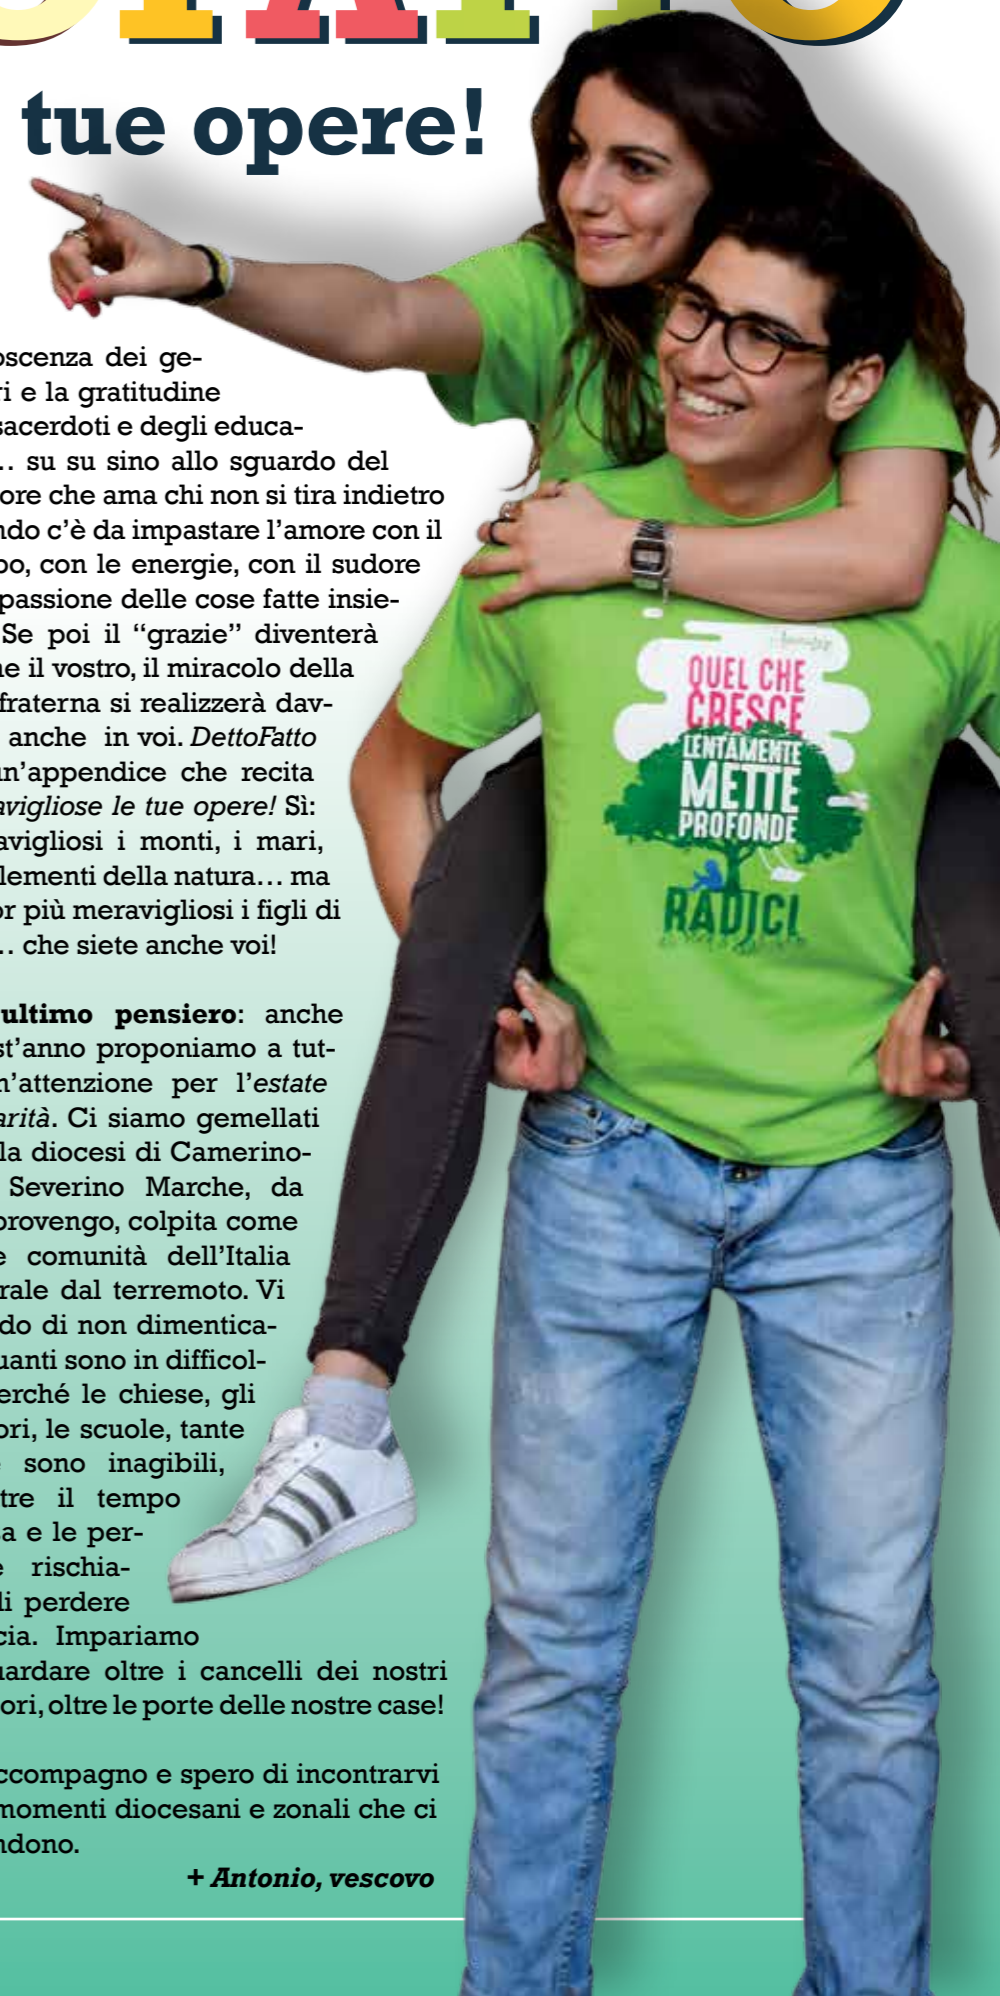 tue opere!
oscenza dei ge-
ri e la gratitudine
sacerdoti e degli educa-
… su su sino allo sguardo del
ore che ama chi non si tira indietro
ndo c’è da impastare l’amore con il
po, con le energie, con il sudore
passione delle cose fatte insie-
Se poi il “grazie” diventerà
ne il vostro, il miracolo della
fraterna si realizzerà dav-
anche in voi. DettoFatto
un’appendice che recita
avigliose le tue opere! Sì:
avigliosi i monti, i mari,
lementi della natura… ma
or più meravigliosi i figli di
… che siete anche voi!
ultimo pensiero: anche
st’anno proponiamo a tut-
n’attenzione per l’estate
arità. Ci siamo gemellati
la diocesi di Camerino-
Severino Marche, da
provengo, colpita come
e comunità dell’Italia
rale dal terremoto. Vi
do di non dimentica-
uanti sono in difficol-
erché le chiese, gli
ori, le scuole, tante
e sono inagibili,
tre il tempo
sa e le per-
e rischia-
di perdere
cia. Impariamo
uardare oltre i cancelli dei nostri
ori, oltre le porte delle nostre case!
ccompagno e spero di incontrarvi
momenti diocesani e zonali che ci
ndono.
+ Antonio, vescovo
QUEL CHE
CRESCE
LENTAMENTE
METTE
PROFONDE
RADICI